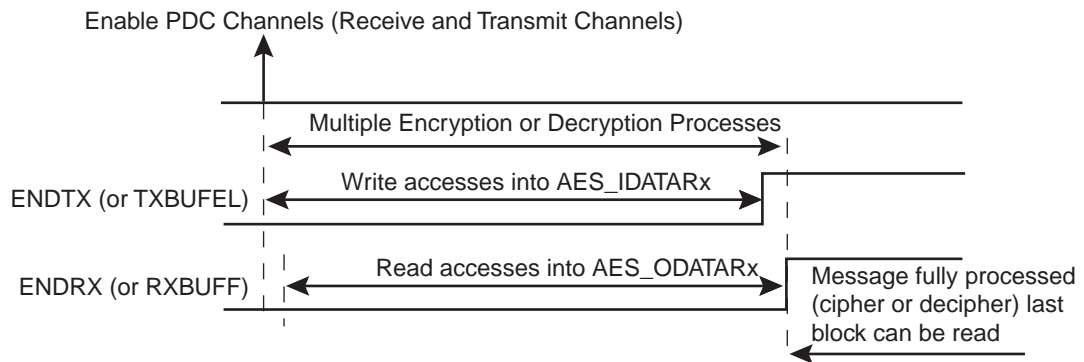 Enable PDC Channels (Receive and Transmit Channels)
Multiple Encryption or Decryption Processes
Write accesses into AES_IDATARx
ENDTX (or TXBUFEL)
Read accesses into AES_ODATARx
ENDRX (or RXBUFF)
Message fully processed
(cipher or decipher) last
block can be read